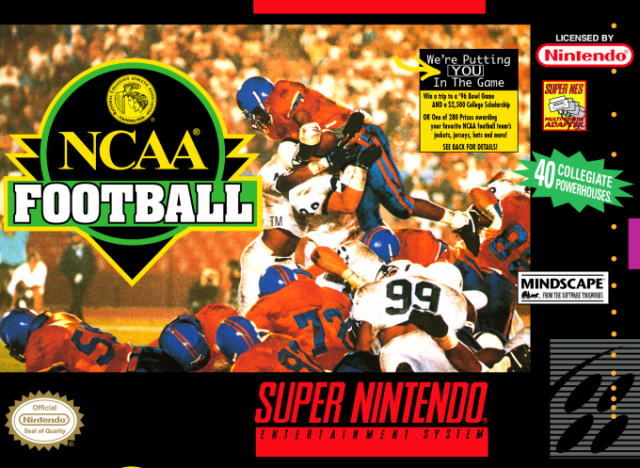 We're Putting
YOU
In The Game
Win a trip to a '96 Bowl Game
AND a $2,500 College Scholarship
OR One of 280 Prizes awarding
your favorite NCAA football team's
jackets, jerseys, hats and more!
SEE BACK FOR DETAILS!
LICENSED BY
Nintendo®
SUPER NES
ADAPTER
NCAA®
FOOTBALL
TM
40 COLLEGIATE
POWERHOUSES.
MINDSCAPE
FROM THE SOFTWARE TOOLWORKS
5
73
99
8
Official
Nintendo
Seal of Quality
SUPER NINTENDO®
ENTERTAINMENT SYSTEM